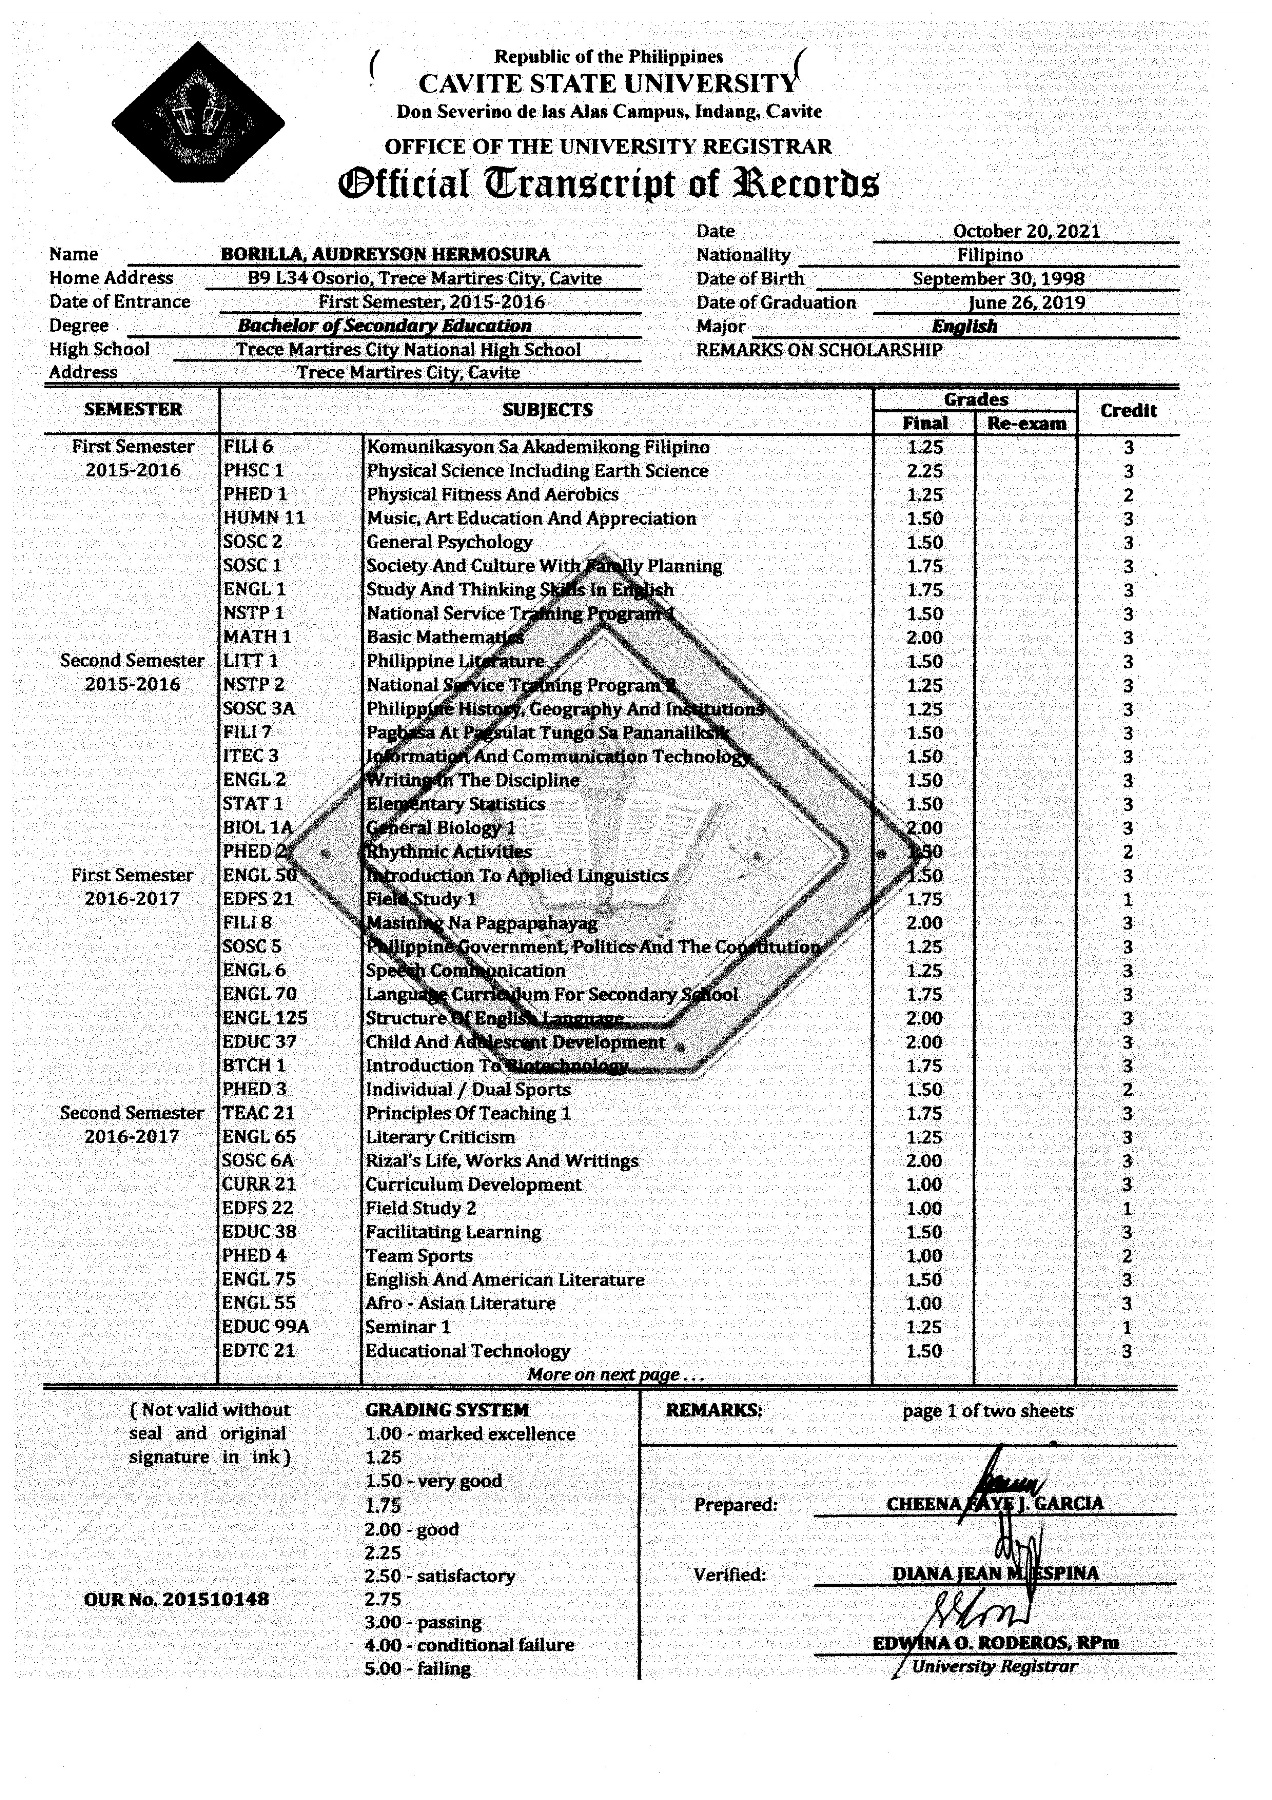 Republic of the Philippines
CAVITE STATE UNIVERSITY
Don Severino de las Alas Campus, Indang, Cavite
OFFICE OF THE UNIVERSITY REGISTRAR
Official Transcript of Records
Date October 20, 2021
Name BORILLA, AUDREYSON HERMOSURA Nationality Filipino
Home Address B9 L34 Osorio, Trece Martires City, Cavite Date of Birth September 30, 1998
Date of Entrance First Semester, 2015-2016 Date of Graduation June 26, 2019
Degree Bachelor of Secondary Education Major English
High School Trece Martires City National High School REMARKS ON SCHOLARSHIP
Address Trece Martires City, Cavite
SEMESTER SUBJECTS Grades Credit
Final Re-exam
First Semester FILI 6 Komunikasyon Sa Akademikong Filipino 1.25 3
2015-2016 PHSC 1 Physical Science Including Earth Science 2.25 3
PHED 1 Physical Fitness And Aerobics 1.25 2
HUMN 11 Music, Art Education And Appreciation 1.50 3
SOSC 2 General Psychology 1.50 3
SOSC 1 Society And Culture With Family Planning 1.75 3
ENGL 1 Study And Thinking Skills In English 1.75 3
NSTP 1 National Service Training Program 1 1.50 3
MATH 1 Basic Mathematics 2.00 3
Second Semester LITT 1 Philippine Literature 1.50 3
2015-2016 NSTP 2 National Service Training Program 2 1.25 3
SOSC 3A Philippine History, Geography And Institutions 1.25 3
FILI 7 Pagbasa At Pagsulat Tungo Sa Pananaliksik 1.50 3
ITEC 3 Information And Communication Technology 1.50 3
ENGL 2 Writing In The Discipline 1.50 3
STAT 1 Elementary Statistics 1.50 3
BIOL 1A General Biology 1 2.00 3
PHED 2 Rhythmic Activities 1.50 2
First Semester ENGL 50 Introduction To Applied Linguistics 1.50 3
2016-2017 EDFS 21 Field Study 1 1.75 1
FILI 8 Masining Na Pagpapahayag 2.00 3
SOSC 5 Philippine Government, Politics And The Constitution 1.25 3
ENGL 6 Speech Communication 1.25 3
ENGL 70 Language Curriculum For Secondary School 1.75 3
ENGL 125 Structure Of English Language 2.00 3
EDUC 37 Child And Adolescent Development 2.00 3
BTCH 1 Introduction To Biotechnology 1.75 3
PHED 3 Individual / Dual Sports 1.50 2
Second Semester TEAC 21 Principles Of Teaching 1 1.75 3
2016-2017 ENGL 65 Literary Criticism 1.25 3
SOSC 6A Rizal's Life, Works And Writings 2.00 3
CURR 21 Curriculum Development 1.00 3
EDFS 22 Field Study 2 1.00 1
EDUC 38 Facilitating Learning 1.50 3
PHED 4 Team Sports 1.00 2
ENGL 75 English And American Literature 1.50 3
ENGL 55 Afro - Asian Literature 1.00 3
EDUC 99A Seminar 1 1.25 1
EDTC 21 Educational Technology 1.50 3
More on next page . . .
( Not valid without GRADING SYSTEM REMARKS: page 1 of two sheets
seal and original 1.00 - marked excellence
signature in ink ) 1.25
1.50 - very good
1.75 Prepared: CHEENA FAYE J. GARCIA
2.00 - good
2.25
2.50 - satisfactory Verified: DIANA JEAN M. ESPINA
OUR No. 201510148 2.75
3.00 - passing
4.00 - conditional failure EDWINA O. RODEROS, RPm
5.00 - failing University Registrar